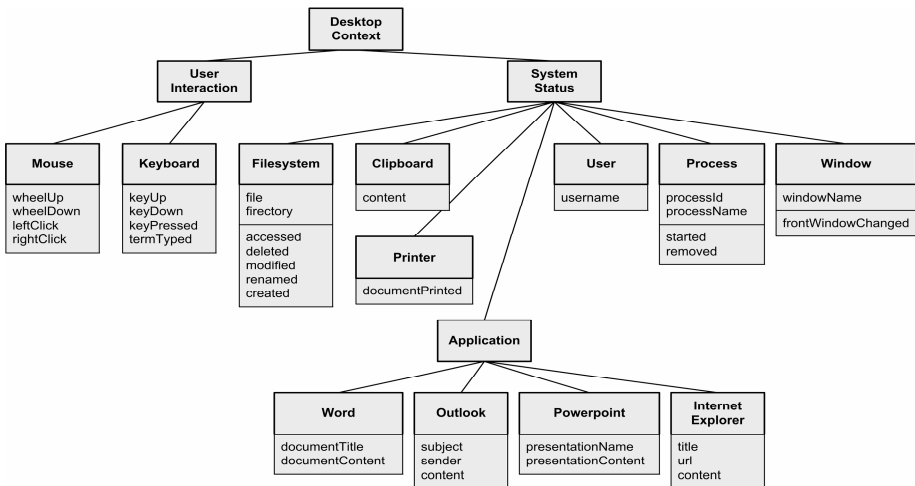 Desktop
Context
User
Interaction
System
Status
Mouse
wheelUp
wheelDown
leftClick
rightClick
Keyboard
keyUp
keyDown
keyPressed
termTyped
Filesystem
file
firectory
accessed
deleted
modified
renamed
created
Clipboard
content
Printer
documentPrinted
User
username
Process
processId
processName
started
removed
Window
windowName
frontWindowChanged
Application
Word
documentTitle
documentContent
Outlook
subject
sender
content
Powerpoint
presentationName
presentationContent
Internet
Explorer
title
url
content